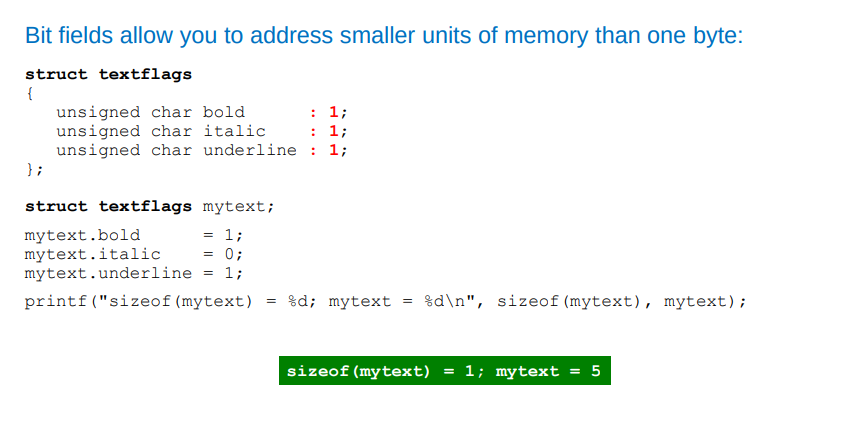 Bit fields allow you to address smaller units of memory than one byte:
struct textflags
{
   unsigned char bold      : 1;
   unsigned char italic    : 1;
   unsigned char underline : 1;
};
struct textflags mytext;
mytext.bold      = 1;
mytext.italic    = 0;
mytext.underline = 1;
printf("sizeof(mytext) = %d; mytext = %d\n", sizeof(mytext), mytext);
sizeof(mytext) = 1; mytext = 5